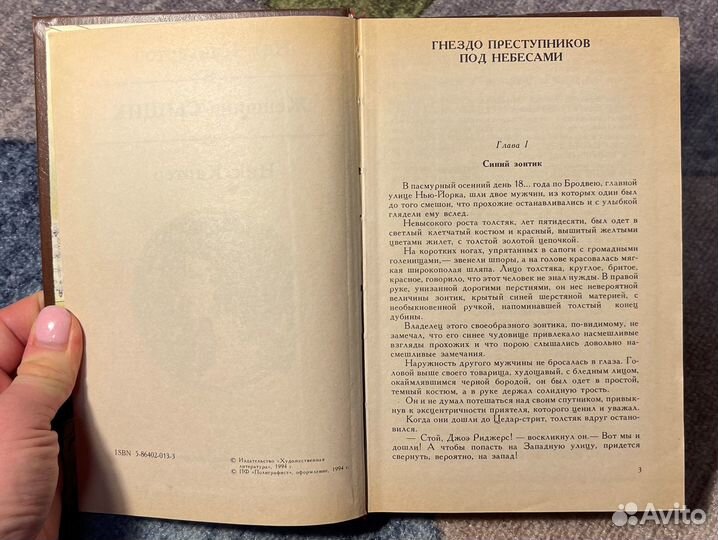 ISBN 5-86402-013-3
© Издательство «Художественная
литература», 1994 г.
© ПФ «Полиграфист», оформление, 1994 г.
ГНЕЗДО ПРЕСТУПНИКОВ
ПОД НЕБЕСАМИ
Глава I
Синий зонтик
В пасмурный осенний день 18... года по Бродвею, главной
улице Нью-Йорка, шли двое мужчин, из которых один был
до того смешон, что прохожие останавливались и с улыбкой
глядели ему вслед.
Невысокого роста толстяк, лет пятидесяти, был одет в
светлый клетчатый костюм и красный, вышитый желтыми
цветами жилет, с толстой золотой цепочкой.
На коротких ногах, упрятанных в сапоги с громадными
голенищами,— звенели шпоры, а на голове красовалась мяг-
кая широкополая шляпа. Лицо толстяка, круглое, бритое,
красное, говорило, что этот человек не знал нужды. В правой
руке, унизанной дорогими перстнями, он нес невероятной
величины зонтик, крытый синей шерстяной материей, с
необыкновенной ручкой, напоминавшей толстый конец
дубины.
Владелец этого своеобразного зонтика, по-видимому, не
замечал, что его синее чудовище привлекало насмешливые
взгляды прохожих и что порою слышались довольно на-
смешливые замечания.
Наружность другого мужчины не бросалась в глаза. Го-
ловой выше своего товарища, худощавый, с бледным лицом,
окаймлявшимся черной бородой, он был одет в простой,
темный костюм, а в руке держал солидную трость.
Он и не думал потешаться над своим спутником, привык-
нув к эксцентричности приятеля, которого ценил и уважал.
Когда они дошли до Цедар-стрит, толстяк вдруг оста-
новился.
— Стой, Джоэ Риджерс! — воскликнул он.— Вот мы и
дошли! А чтобы попасть на Западную улицу, придется
свернуть, вероятно, на запад!
3
Avito